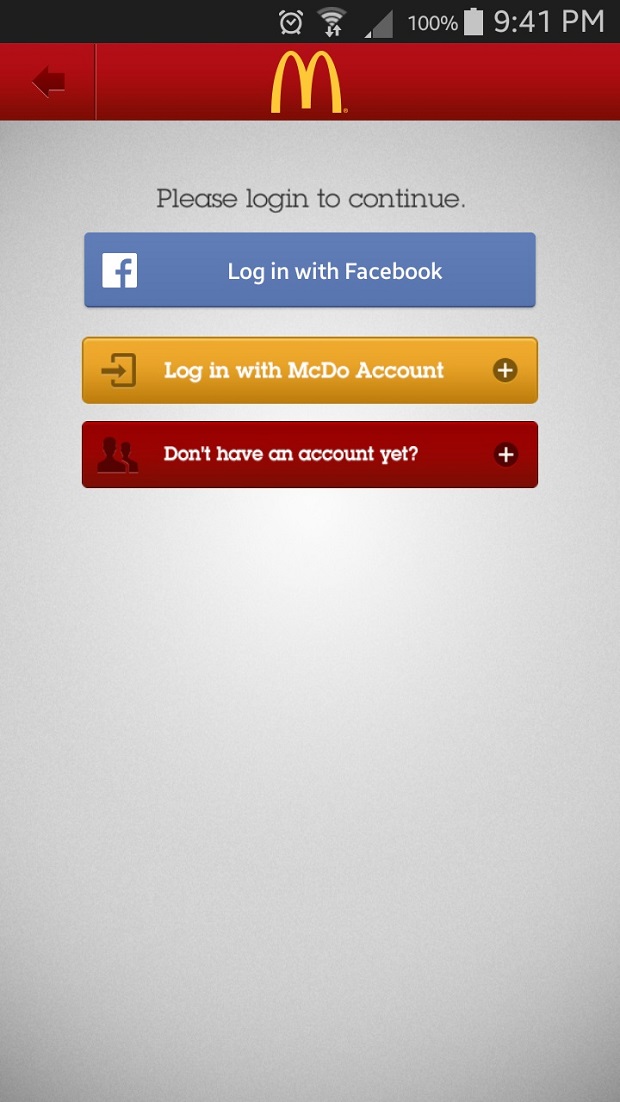 100% 9:41 PM
Please login to continue.
Log in with Facebook
Log in with McDo Account
Don't have an account yet?